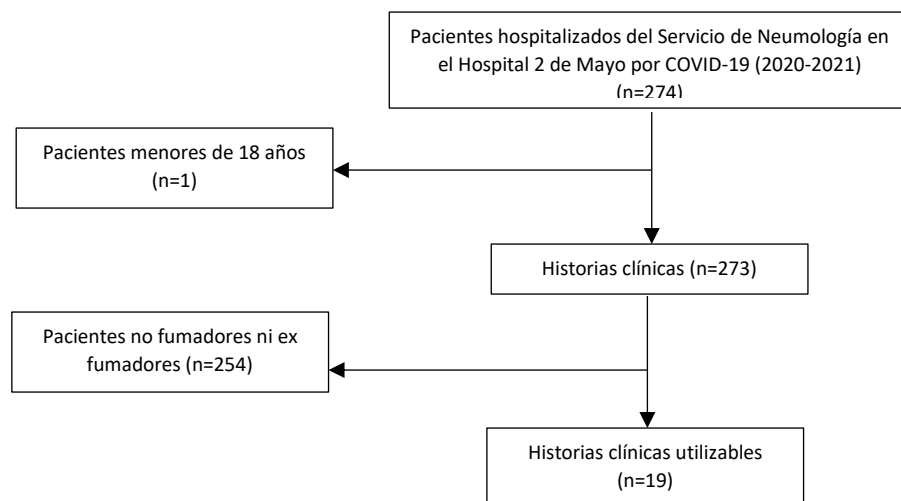 Pacientes hospitalizados del Servicio de Neumología en
el Hospital 2 de Mayo por COVID-19 (2020-2021)
(n=274)
Pacientes menores de 18 años
(n=1)
Historias clínicas (n=273)
Pacientes no fumadores ni ex
fumadores (n=254)
Historias clínicas utilizables
(n=19)